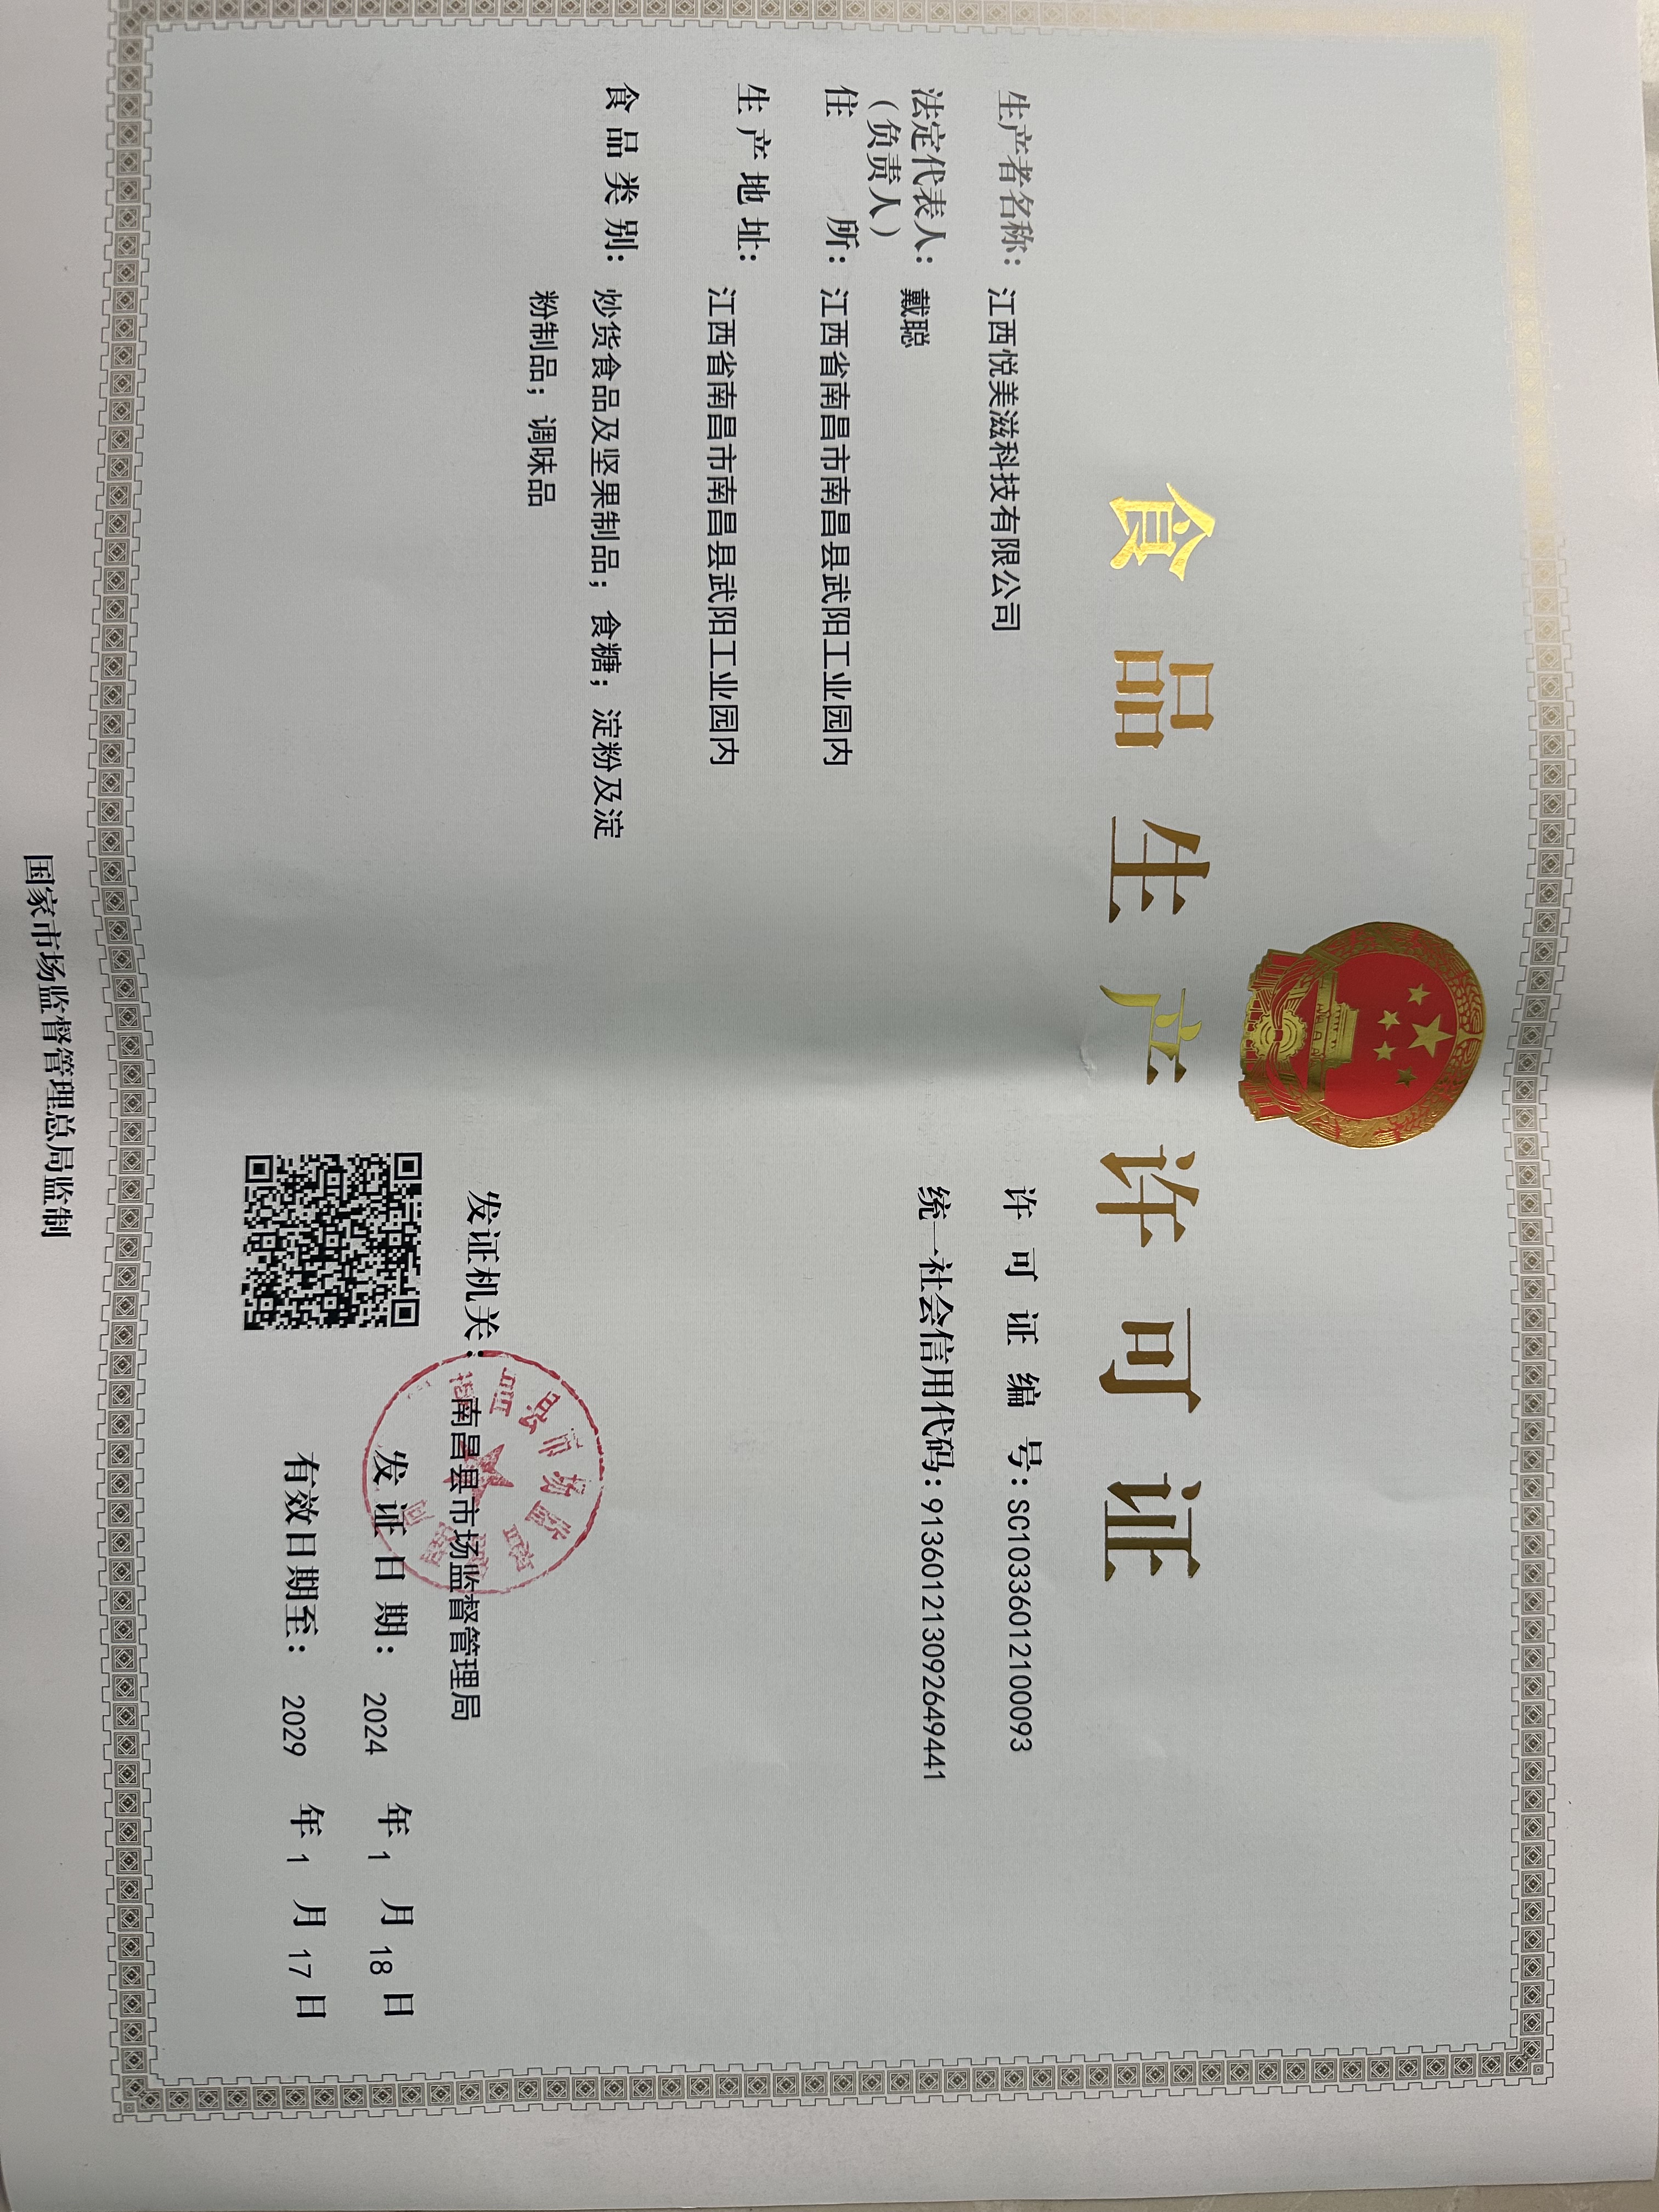 食品生产许可证
生产者名称：江西悦美滋科技有限公司
法定代表人：戴聪
（负责人）
住所：江西省南昌市南昌县武阳工业园内
生产地址：江西省南昌市南昌县武阳工业园内
食品类别：炒货食品及坚果制品；食糖；淀粉及淀
粉制品；调味品
许可证编号：SC10336012100093
统一社会信用代码：913601213092649441
发证机关：南昌县市场监督管理局
发证日期：2024年1月18日
有效日期至：2029年1月17日
国家市场监督管理总局监制